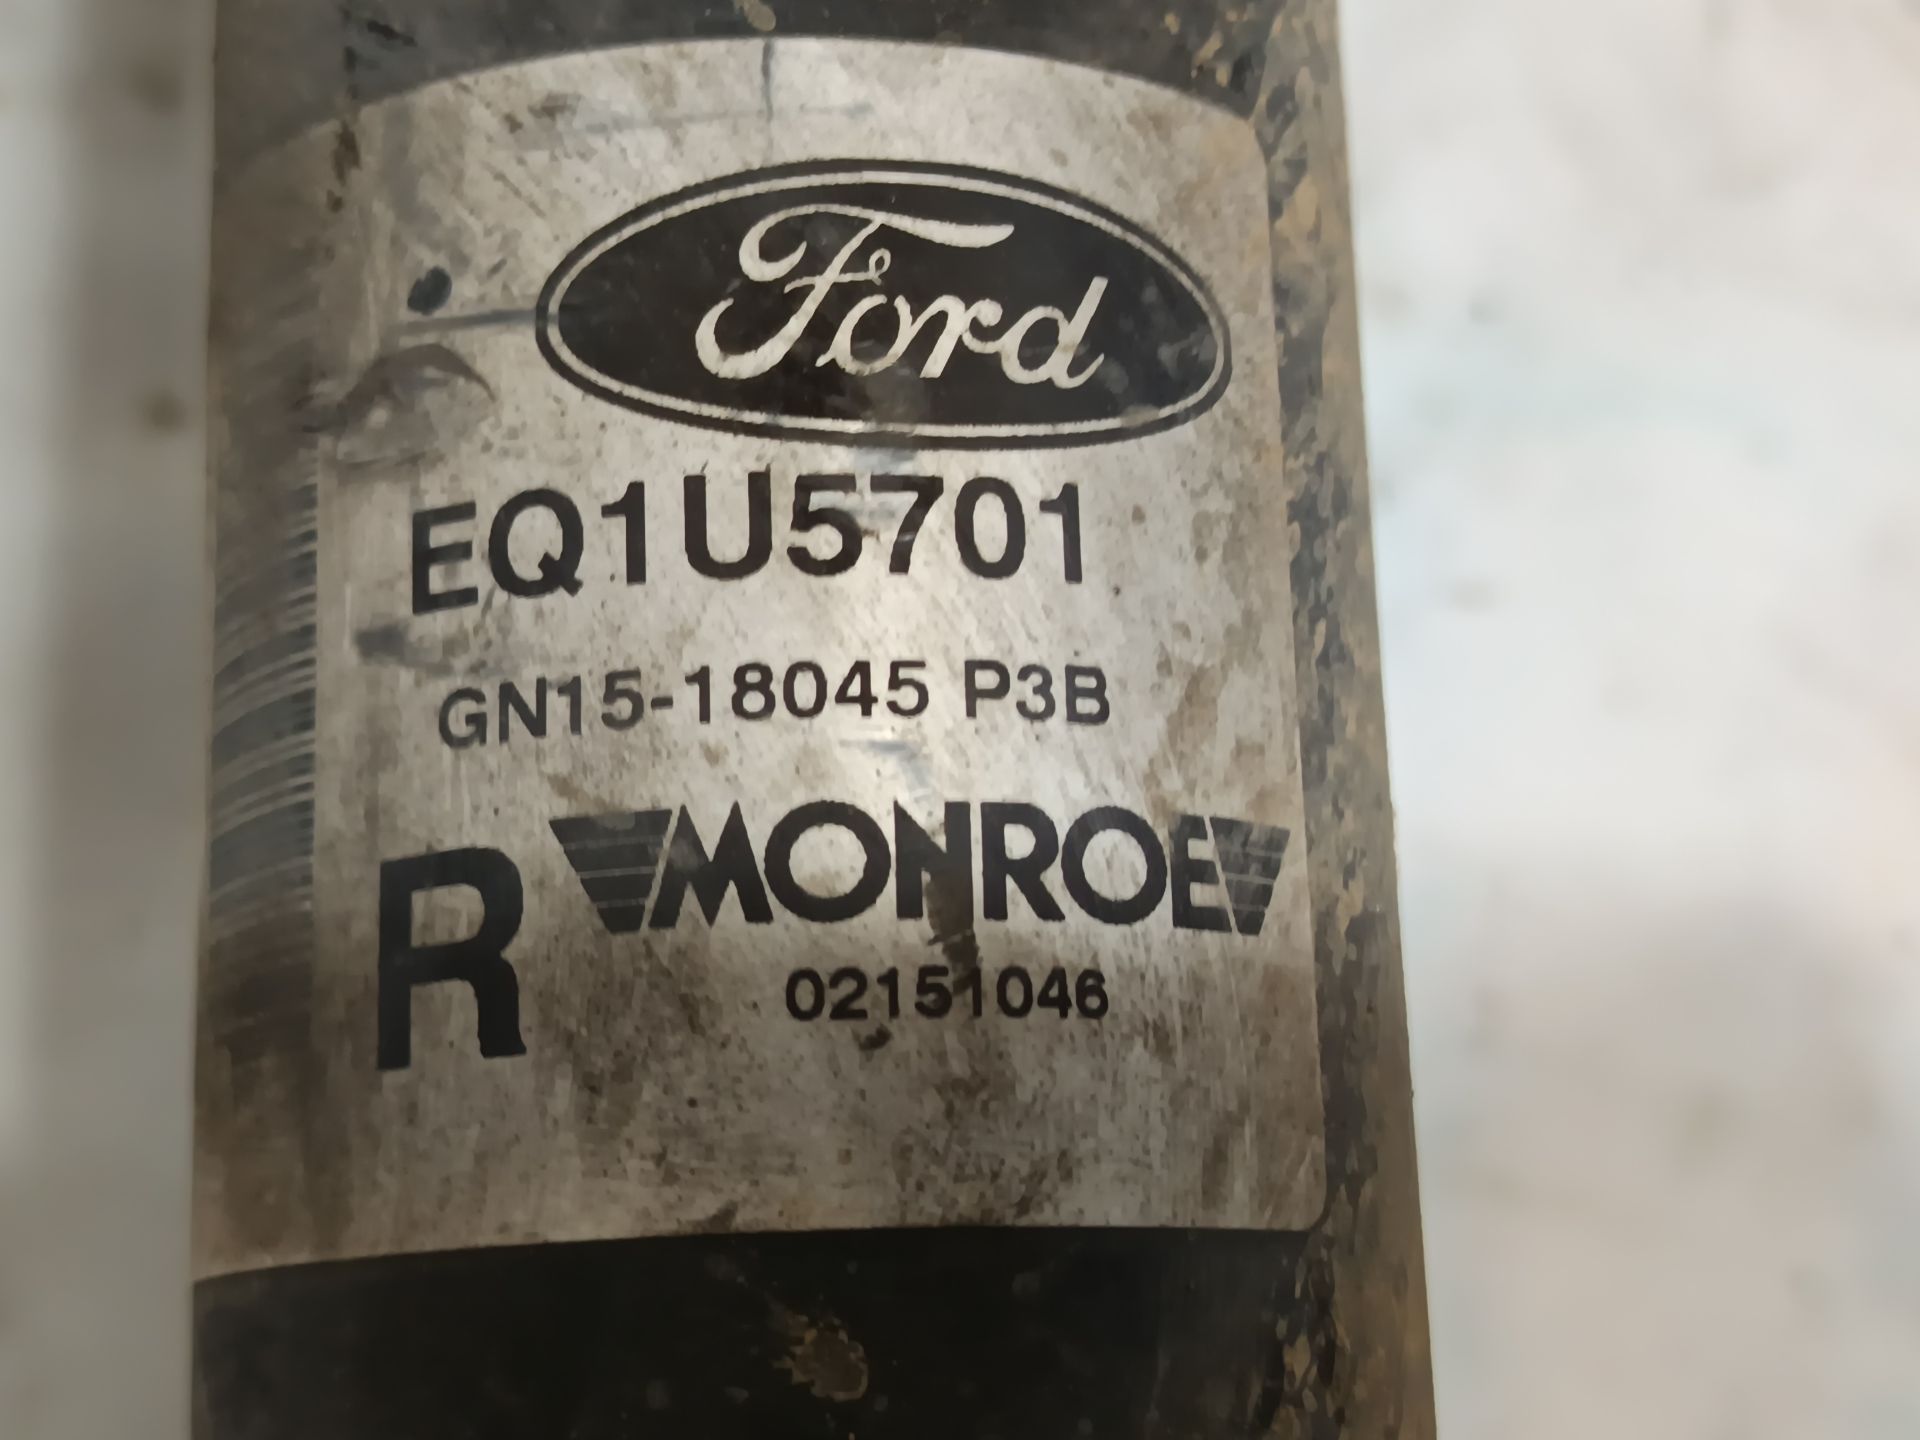 Ford
EQ1U5701
GN15-18045 P3B
R MONROE
02151046